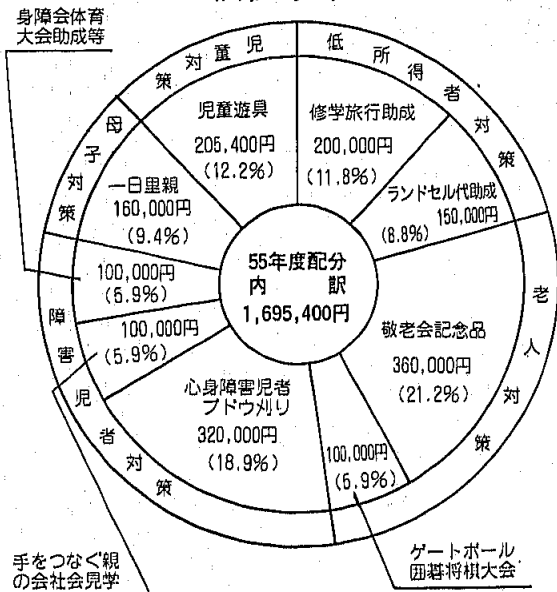 身障会体育
大会助成等
児童対策
低所得者対策
母子対策
児童遊具
205,400円
(12.2%)
修学旅行助成
200,000円
(11.8%)
一日里親
160,000円
(9.4%)
ランドセル代助成
150,000円
(8.8%)
100,000円
(5.9%)
55年度配分
内訳
1,695,400円
100,000円
(5.9%)
敬老会記念品
360,000円
(21.2%)
老人対策
障害児者対策
心身障害児者
ブドウ刈り
320,000円
(18.9%)
100,000円
(5.9%)
手をつなぐ親
の会社会見学
ゲートボール
囲碁将棋大会